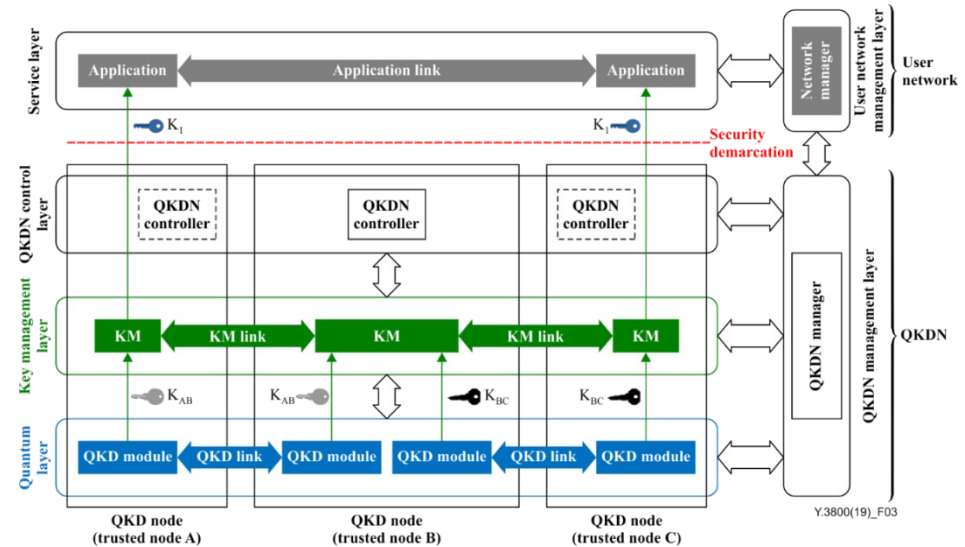 Service layer
Application
Application link
Application
Network
manager
User network
management layer
User
network
K1
K1
Security
demarcation
QKDN control
layer
QKDN
controller
QKDN
controller
QKDN
controller
Key management
layer
KM
KM link
KM
KM link
KM
QKDN manager
QKDN management layer
QKDN
KAB
KAB
KBC
KBC
Quantum
layer
QKD module
QKD link
QKD module
QKD module
QKD link
QKD module
QKD node
(trusted node A)
QKD node
(trusted node B)
QKD node
(trusted node C)
Y.3800(19)_F03